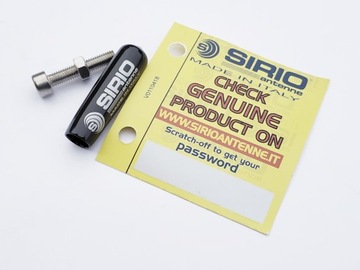 SIRIO
antenne
MADE IN ITALY
CHECK
GENUINE
PRODUCT ON
WWW.SIRIOANTENNE.IT
Scratch-off to get your
password
SIRIO
antenne